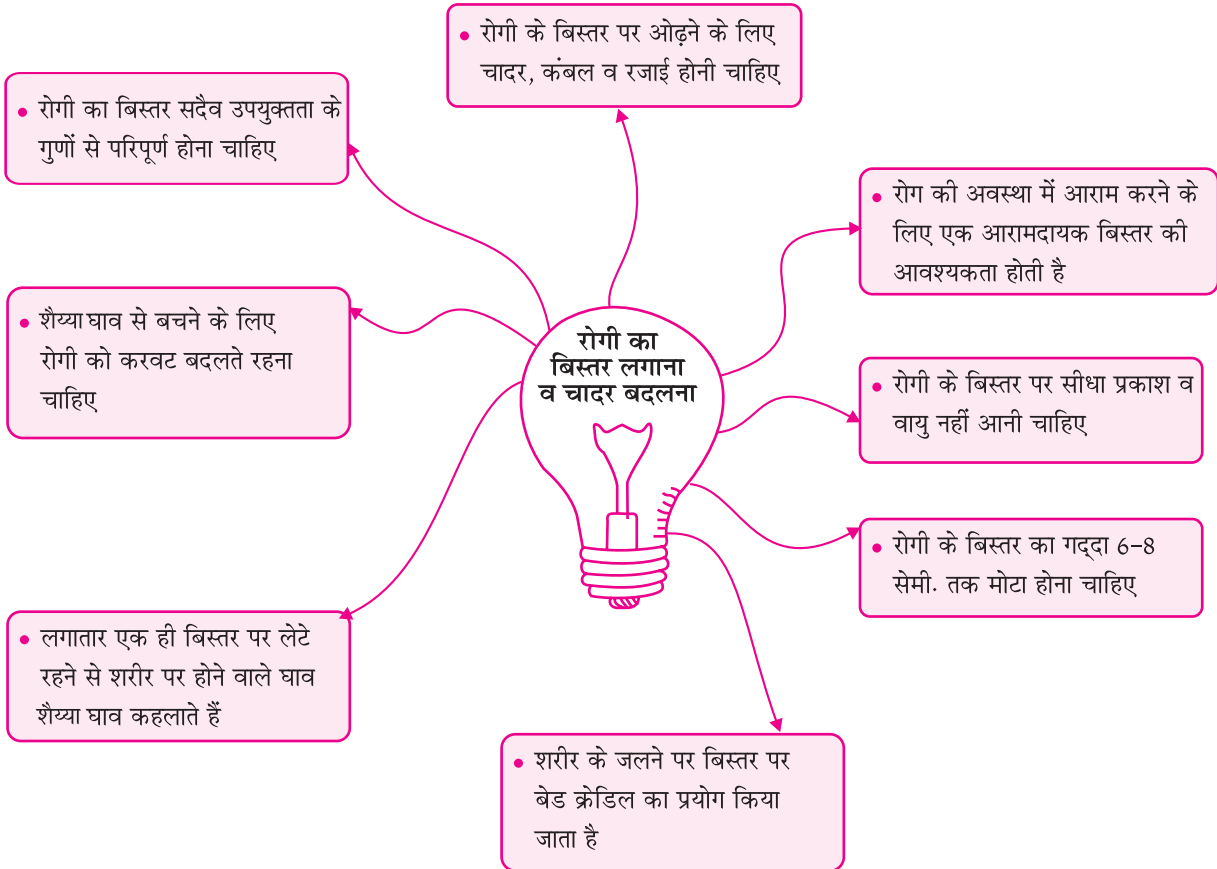 • रोगी के बिस्तर पर ओढ़ने के लिए
चादर, कंबल व रजाई होनी चाहिए
• रोगी का बिस्तर सदैव उपयुक्तता के
गुणों से परिपूर्ण होना चाहिए
• रोग की अवस्था में आराम करने के
लिए एक आरामदायक बिस्तर की
आवश्यकता होती है
• शैय्या घाव से बचने के लिए
रोगी को करवट बदलते रहना
चाहिए
रोगी का
बिस्तर लगाना
व चादर बदलना
• रोगी के बिस्तर पर सीधा प्रकाश व
वायु नहीं आनी चाहिए
• रोगी के बिस्तर का गद्‌दा 6-8
सेमी. तक मोटा होना चाहिए
• लगातार एक ही बिस्तर पर लेटे
रहने से शरीर पर होने वाले घाव
शैय्या घाव कहलाते हैं
• शरीर के जलने पर बिस्तर पर
बेड क्रेडिल का प्रयोग किया
जाता है